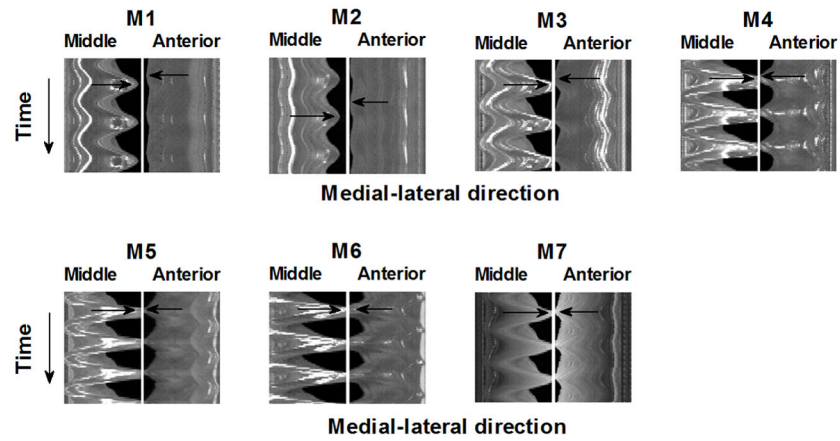 M1 M2 M3 M4
Middle Anterior Middle Anterior Middle Anterior Middle Anterior
Time
Medial-lateral direction
M5 M6 M7
Middle Anterior Middle Anterior Middle Anterior
Time
Medial-lateral direction